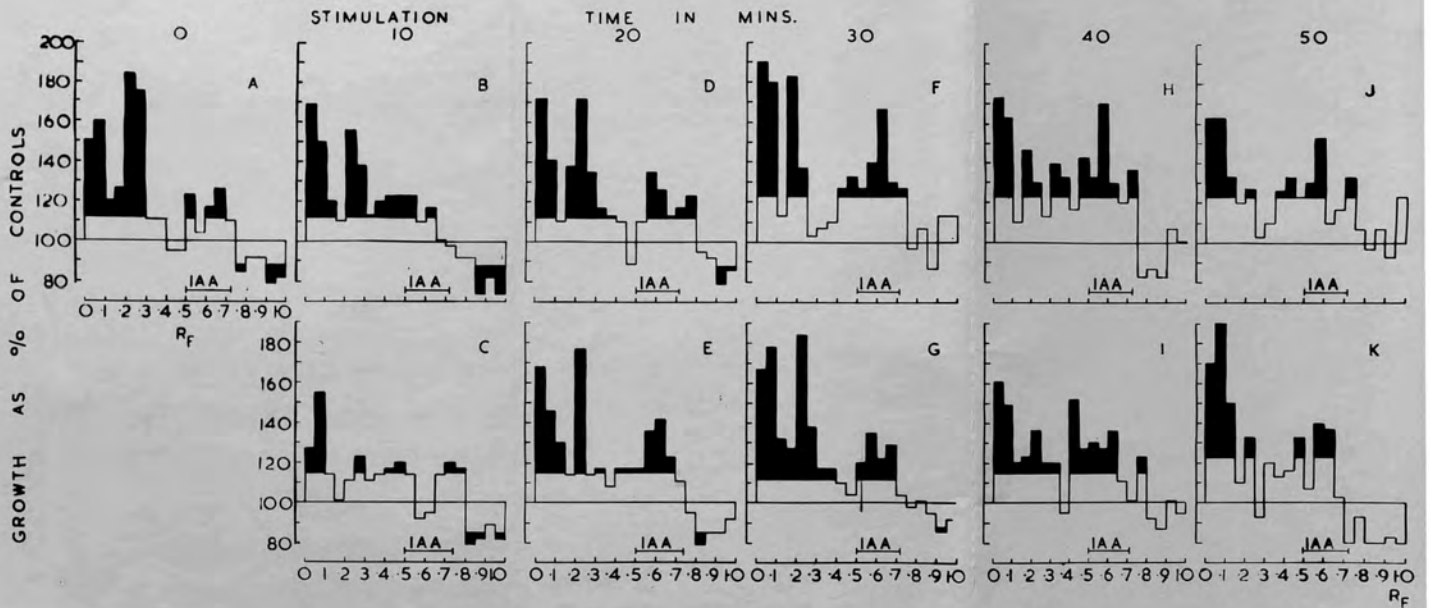 STIMULATION TIME IN MINS.
0 10 20 30 40 50
GROWTH AS % OF CONTROLS
200
180
160
140
120
100
80
A
B
D
F
H
J
IAA
IAA
IAA
IAA
IAA
IAA
0 ·1 ·2 ·3 ·4 ·5 ·6 ·7 ·8 ·9 1·0
RF
180
160
140
120
100
80
C
E
G
I
K
IAA
IAA
IAA
IAA
IAA
0 ·1 ·2 ·3 ·4 ·5 ·6 ·7 ·8 ·9 1·0
0 ·1 ·2 ·3 ·4 ·5 ·6 ·7 ·8 ·9 1·0
0 ·1 ·2 ·3 ·4 ·5 ·6 ·7 ·8 ·9 1·0
0 ·1 ·2 ·3 ·4 ·5 ·6 ·7 ·8 ·9 1·0
0 ·1 ·2 ·3 ·4 ·5 ·6 ·7 ·8 ·9 1·0
RF